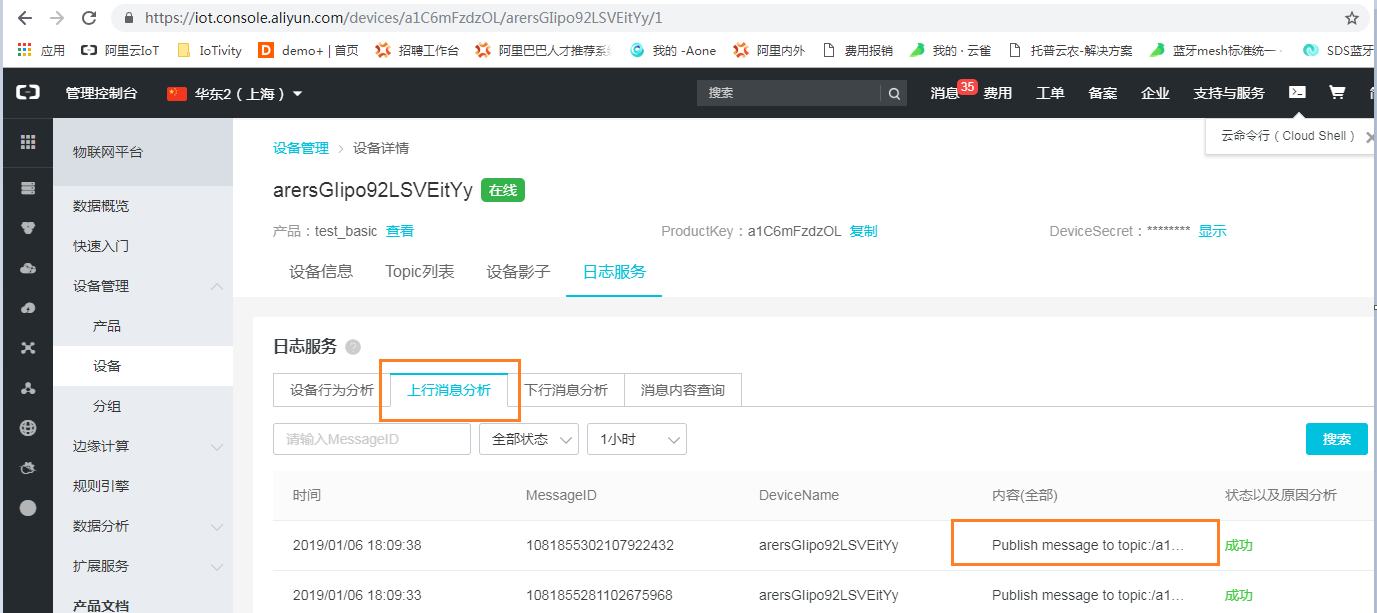 https://iot.console.aliyun.com/devices/a1C6mFzdzOL/arersGIipo92LSVEitYy/1
应用 阿里云IoT IoTivity demo+ | 首页 招聘工作台 阿里巴巴人才推荐系 我的 -Aone 阿里内外 费用报销 我的 · 云雀 托普云农-解决方案 蓝牙mesh标准统一 SDS蓝牙
管理控制台 华东2（上海） 搜索 消息 35 费用 工单 备案 企业 支持与服务
云命令行（Cloud Shell）
物联网平台
数据概览
快速入门
设备管理
产品
设备
分组
边缘计算
规则引擎
数据分析
扩展服务
产品文档
设备管理 > 设备详情
arersGIipo92LSVEitYy 在线
产品：test_basic 查看 ProductKey：a1C6mFzdzOL 复制 DeviceSecret：******** 显示
设备信息 Topic列表 设备影子 日志服务
日志服务 ?
设备行为分析 上行消息分析 下行消息分析 消息内容查询
请输入MessageID 全部状态 1小时 搜索
时间 MessageID DeviceName 内容(全部) 状态以及原因分析
2019/01/06 18:09:38 1081855302107922432 arersGIipo92LSVEitYy Publish message to topic:/a1... 成功
2019/01/06 18:09:33 1081855281102675968 arersGIipo92LSVEitYy Publish message to topic:/a1... 成功